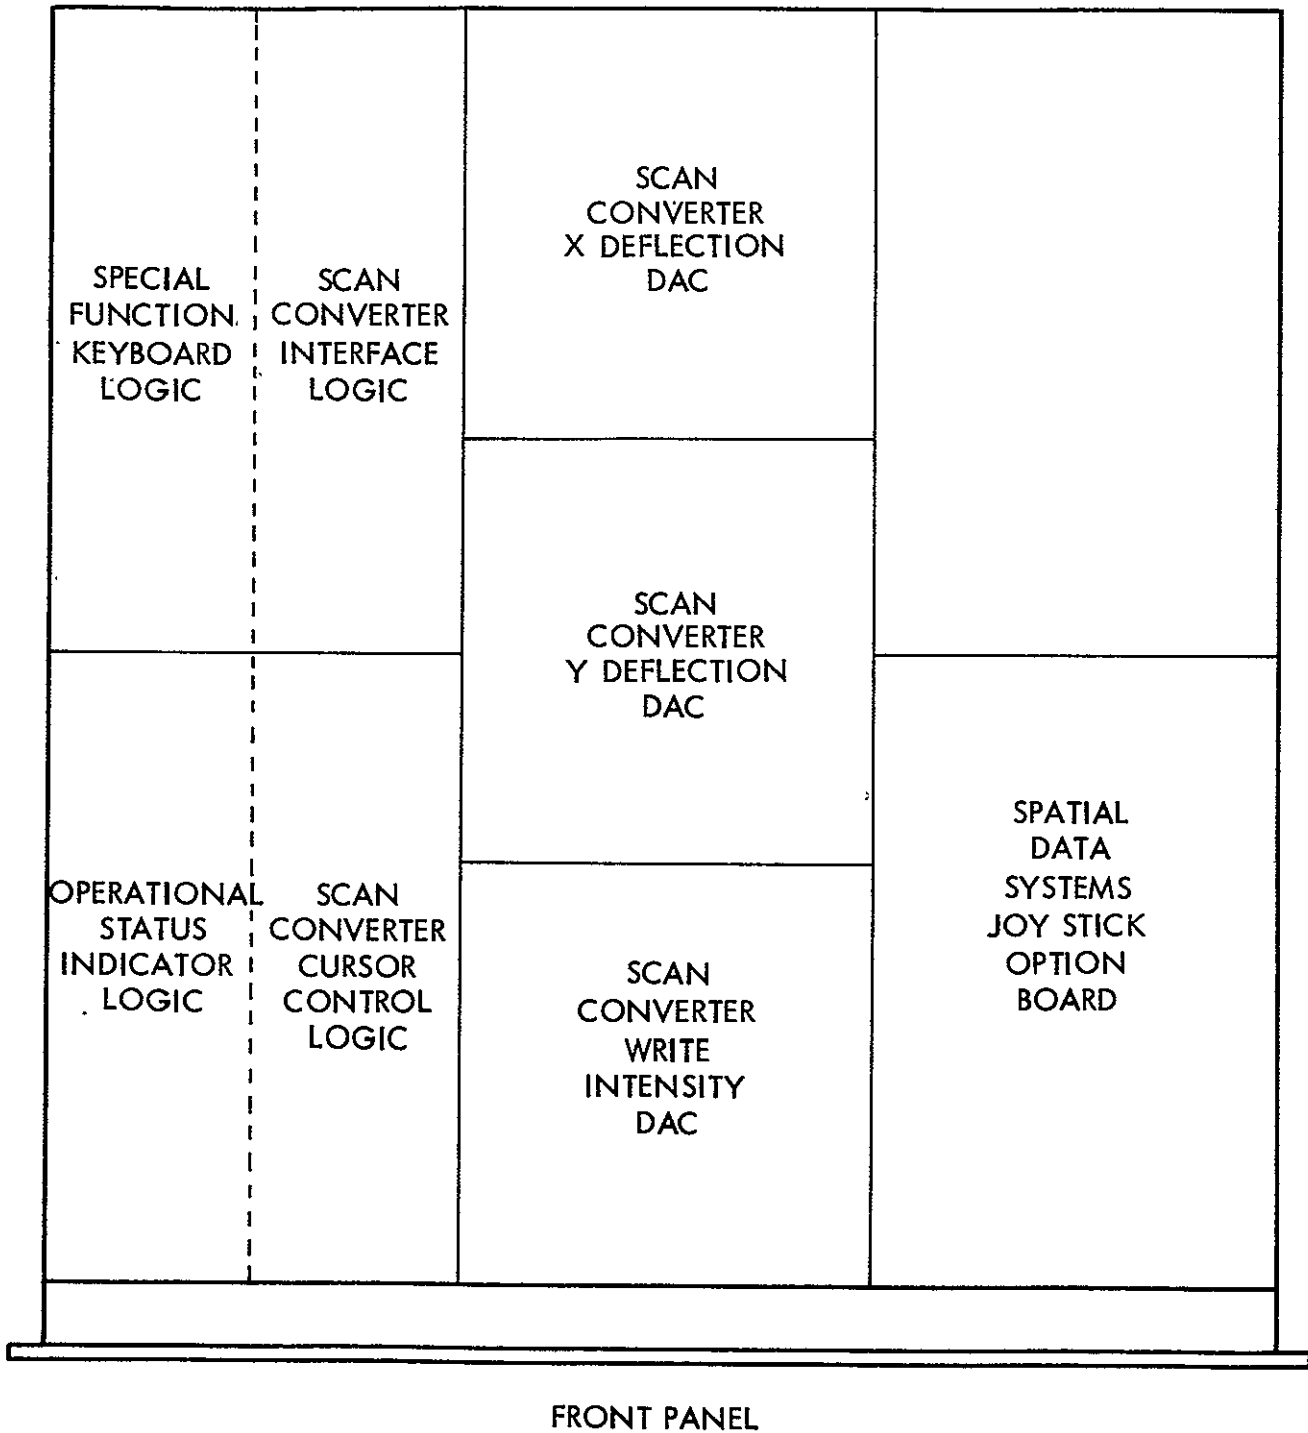 SPECIAL
FUNCTION
KEYBOARD
LOGIC
SCAN
CONVERTER
INTERFACE
LOGIC
SCAN
CONVERTER
X DEFLECTION
DAC
SCAN
CONVERTER
Y DEFLECTION
DAC
OPERATIONAL
STATUS
INDICATOR
LOGIC
SCAN
CONVERTER
CURSOR
CONTROL
LOGIC
SCAN
CONVERTER
WRITE
INTENSITY
DAC
SPATIAL
DATA
SYSTEMS
JOY STICK
OPTION
BOARD
FRONT PANEL